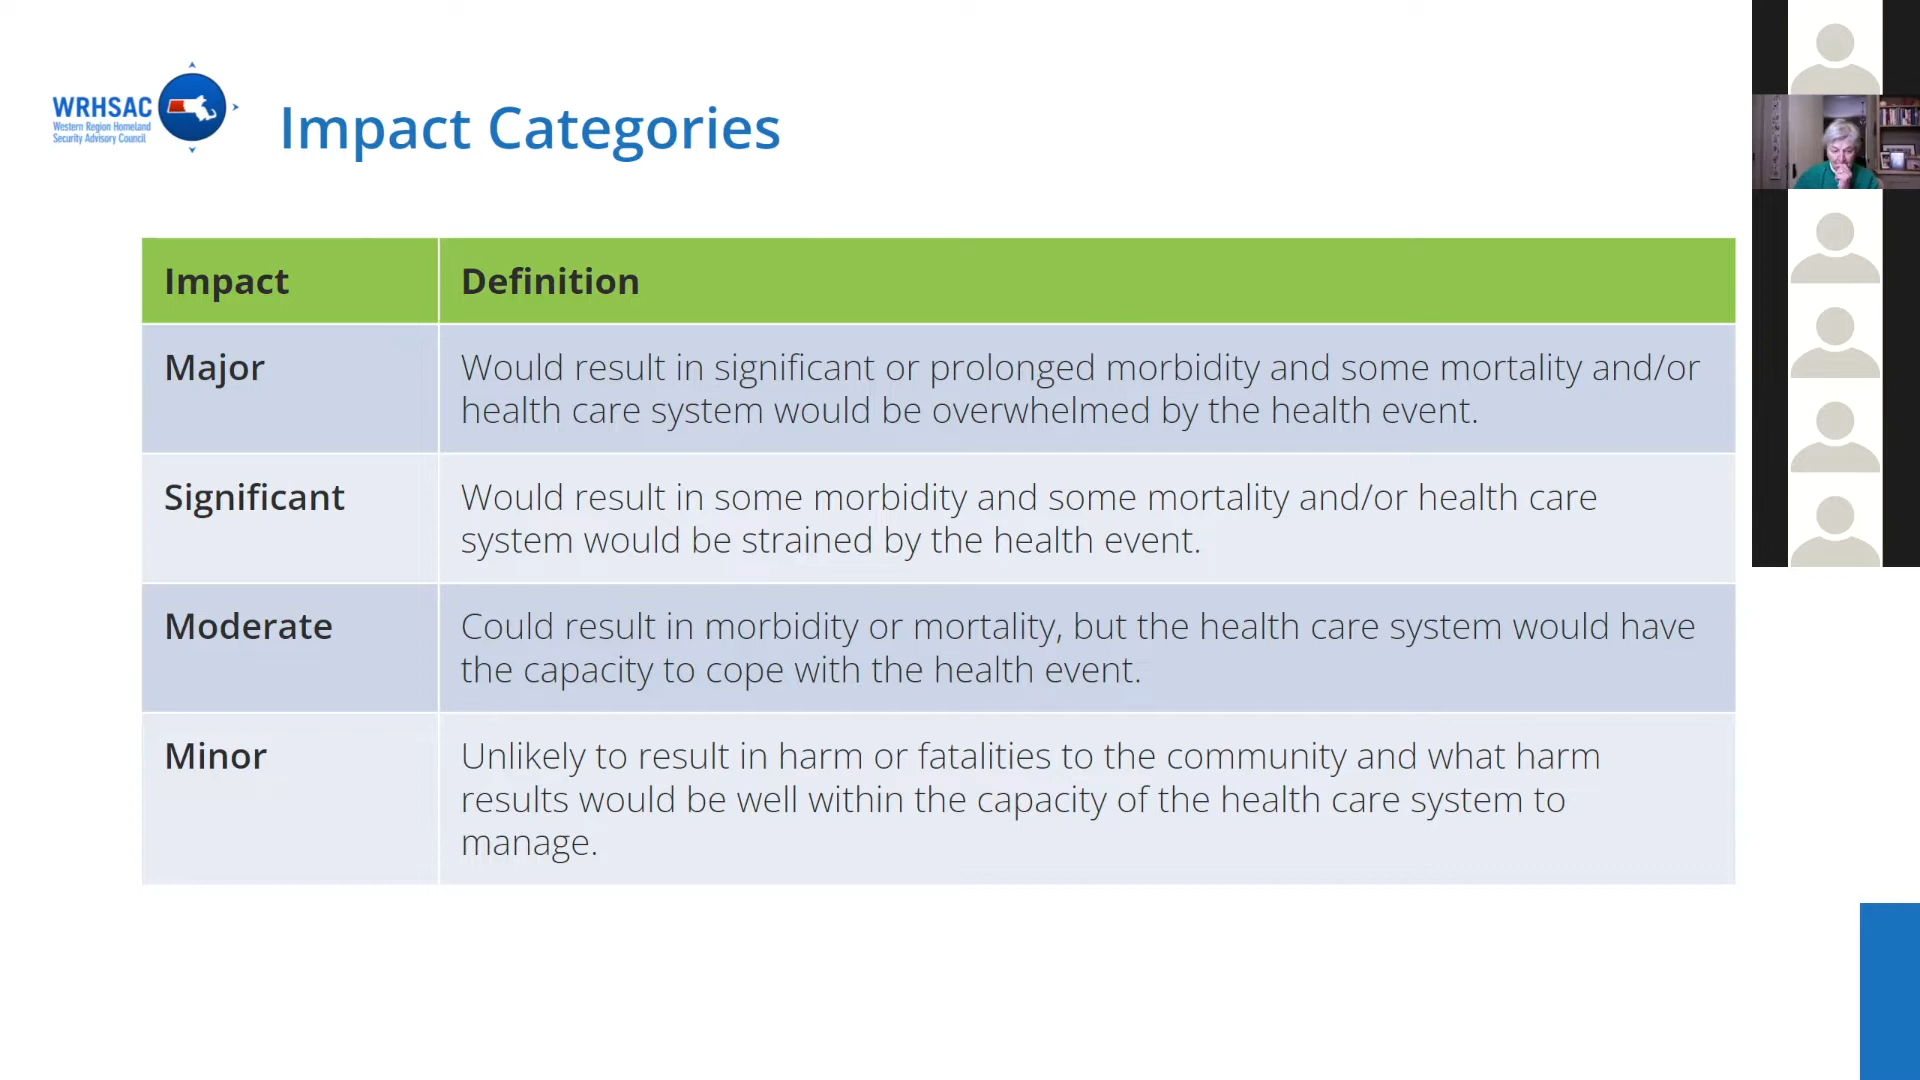 WRHSAC
Western Region Homeland
Security Advisory Council
Impact Categories
Impact
Definition
Major
Would result in significant or prolonged morbidity and some mortality and/or
health care system would be overwhelmed by the health event.
Significant
Would result in some morbidity and some mortality and/or health care
system would be strained by the health event.
Moderate
Could result in morbidity or mortality, but the health care system would have
the capacity to cope with the health event.
Minor
Unlikely to result in harm or fatalities to the community and what harm
results would be well within the capacity of the health care system to
manage.